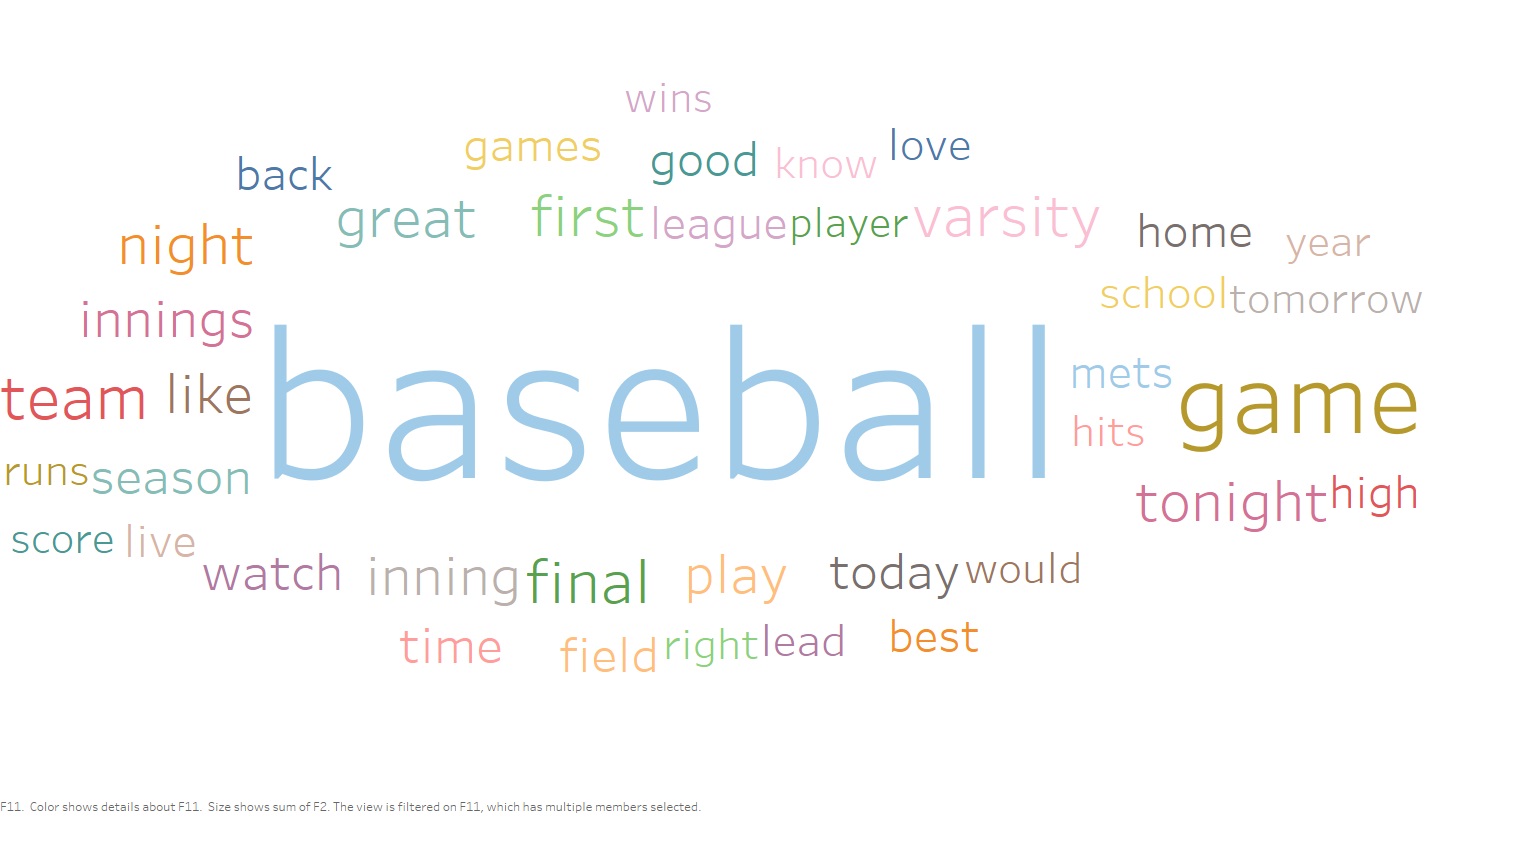 wins
games good know love
back
great first league player varsity
night home year
innings school tomorrow
team like baseball mets game
hits
runs season tonight high
score live
watch inning final play today would
time field right lead best
F11.  Color shows details about F11.  Size shows sum of F2. The view is filtered on F11, which has multiple members selected.